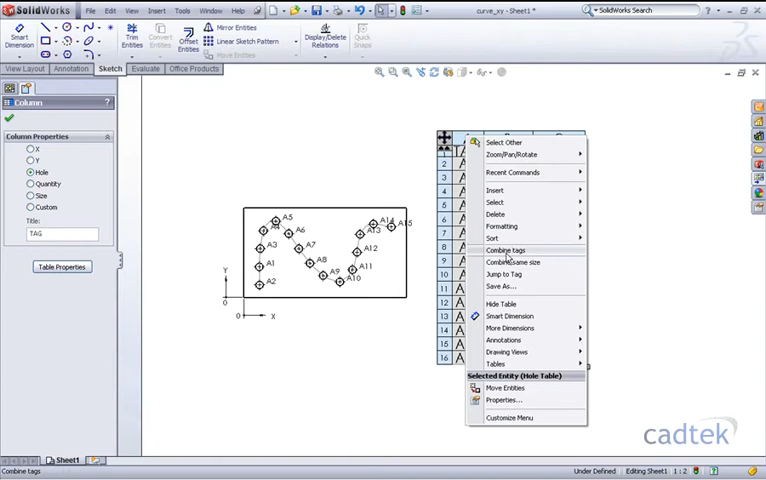 SolidWorks
File Edit View Insert Tools Window Help
curve_xy - Sheet1 *
SolidWorks Search
Smart Dimension
Trim Entities
Convert Entities
Offset Entities
Mirror Entities
Linear Sketch Pattern
Move Entities
Display/Delete Relations
Quick Snaps
View Layout Annotation Sketch Evaluate Office Products
Column ?
Column Properties
X
Y
Hole
Quantity
Size
Custom
Title:
TAG
Table Properties
A5
A4
A6
A3
A7
A1
A8
A2
A9
A10
A11
A12
A13
A14
A15
Y
0
0
X
1 A
2 A
3 A
4 A
5 A
6 A
7 A
8 A
9 A
10 A
11 A
12 A
13 A
14 A
15 A
16 A
Select Other
Zoom/Pan/Rotate
Recent Commands
Insert
Select
Delete
Formatting
Sort
Combine tags
Combine same size
Jump to Tag
Save As...
Hide Table
Smart Dimension
More Dimensions
Annotations
Drawing Views
Tables
Selected Entity (Hole Table)
Move Entities
Properties...
Customize Menu
cadtek
Sheet1
Combine tags
Under Defined
Editing Sheet1
1 : 2